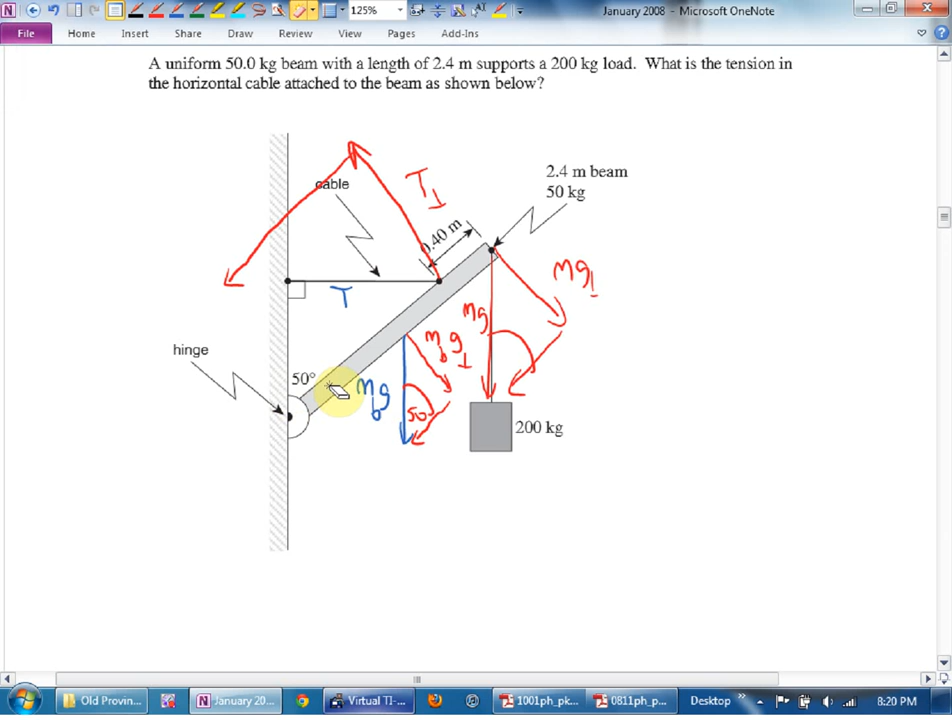 125%
January 2008 - Microsoft OneNote
File Home Insert Share Draw Review View Pages Add-Ins
A uniform 50.0 kg beam with a length of 2.4 m supports a 200 kg load. What is the tension in
the horizontal cable attached to the beam as shown below?
2.4 m beam
50 kg
cable
T⊥
0.40 m
mg⊥
T
mg
m_b g⊥
hinge
50°
m_b g
50
200 kg
Old Provin... January 20... Virtual TI-... 1001ph_pk... 0811ph_p... Desktop 8:20 PM